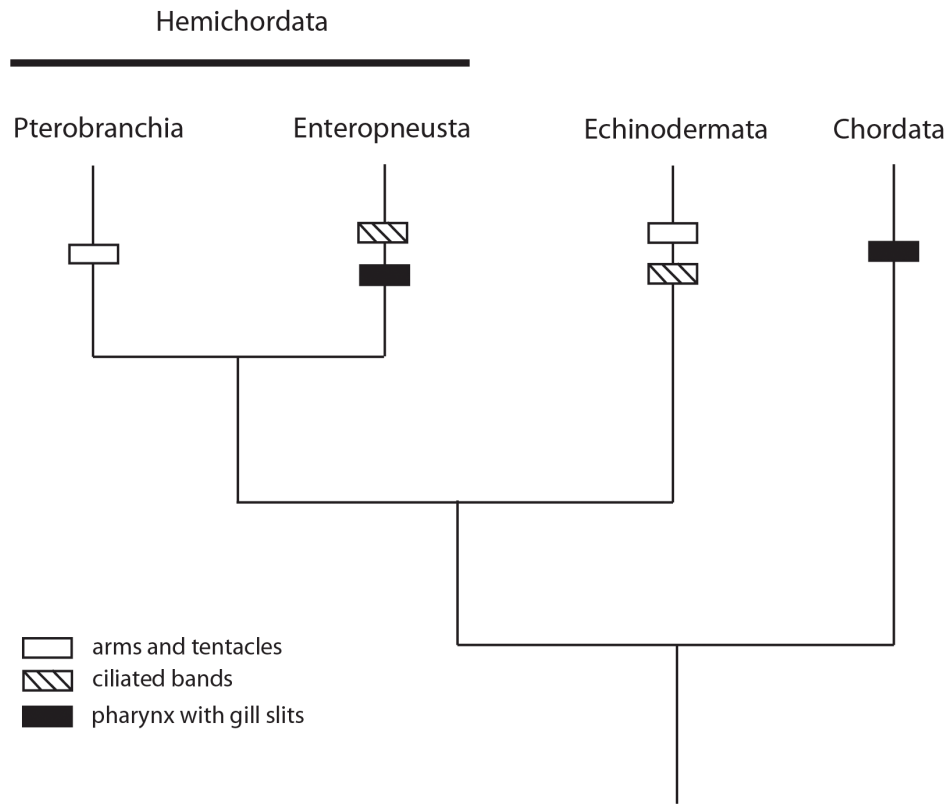 Hemichordata
Pterobranchia
Enteropneusta
Echinodermata
Chordata
arms and tentacles
ciliated bands
pharynx with gill slits